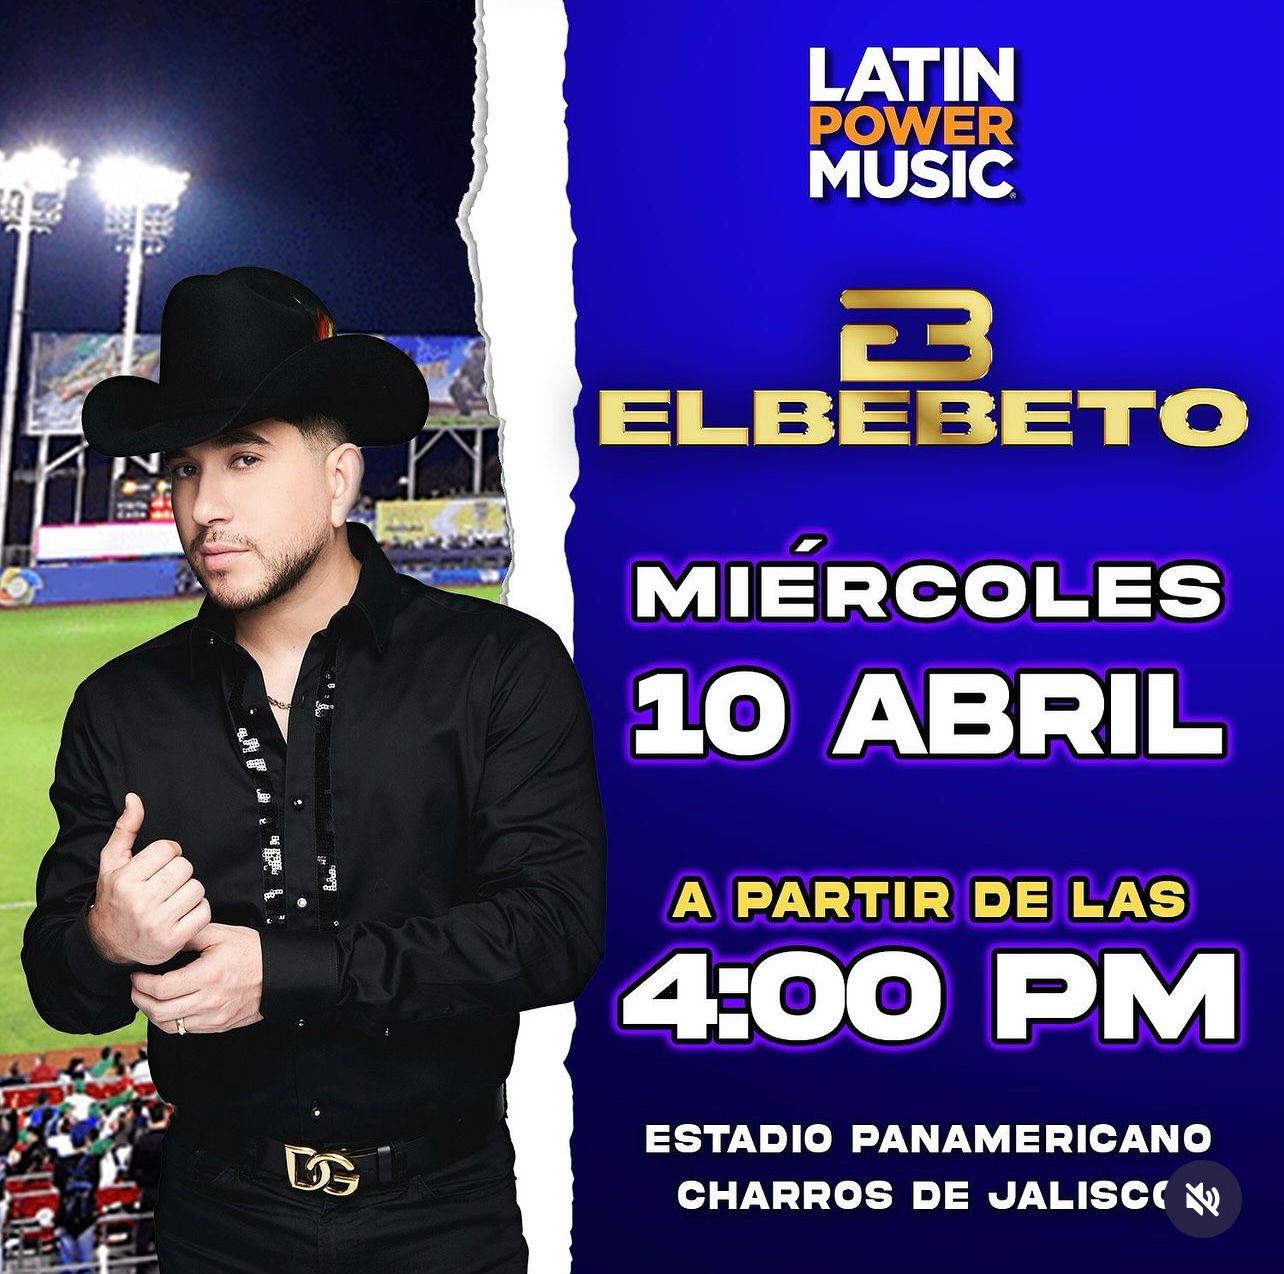 LATIN
POWER
MUSIC
B
ELBEBETO
MIÉRCOLES
10 ABRIL
A PARTIR DE LAS
4:00 PM
ESTADIO PANAMERICANO
CHARROS DE JALISCO
DG